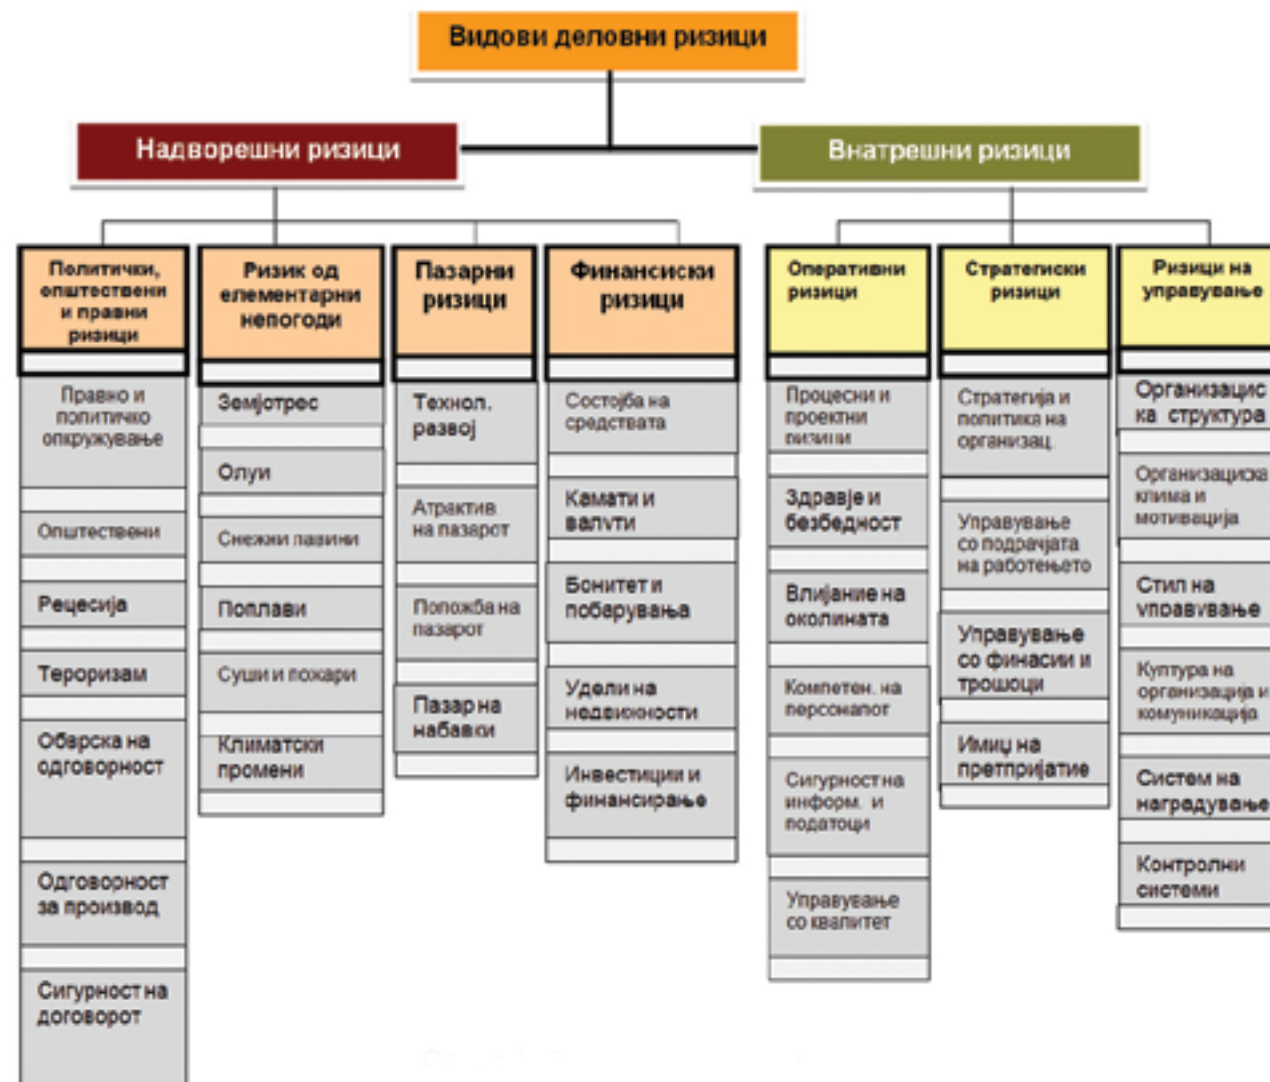 Видови деловни ризици
Надворешни ризици
Внатрешни ризици
Политички,
општествени
и правни
ризици
Правно и
политичко
опкружување
Општествени
Рецесија
Тероризам
Обврска на
одговорност
Одговорност
за производ
Сигурност на
договорот
Ризик од
елементарни
непогоди
Земјотрес
Олуи
Снежни лавини
Поплави
Суши и пожари
Климатски
промени
Пазарни
ризици
Технол.
развој
Атрактив.
на пазарот
Положба на
пазарот
Пазар на
набавки
Финансиски
ризици
Состојба на
средствата
Камати и
валути
Бонитет и
побарувања
Удели на
недвижности
Инвестиции и
финансирање
Оперативни
ризици
Процесни и
проектни
ризици
Здравје и
безбедност
Влијание на
околината
Компетен. на
персоналот
Сигурност на
информ. и
податоци
Управување
со квалитет
Стратегиски
ризици
Стратегија и
политика на
организац.
Управување
со подрачјата
на работењето
Управување
со финасии и
трошоци
Имиџ на
претпријатие
Ризици на
управување
Организацис
ка структура
Организациска
клима и
мотивација
Стил на
управување
Култура на
организација и
комуникација
Систем на
наградување
Контролни
системи